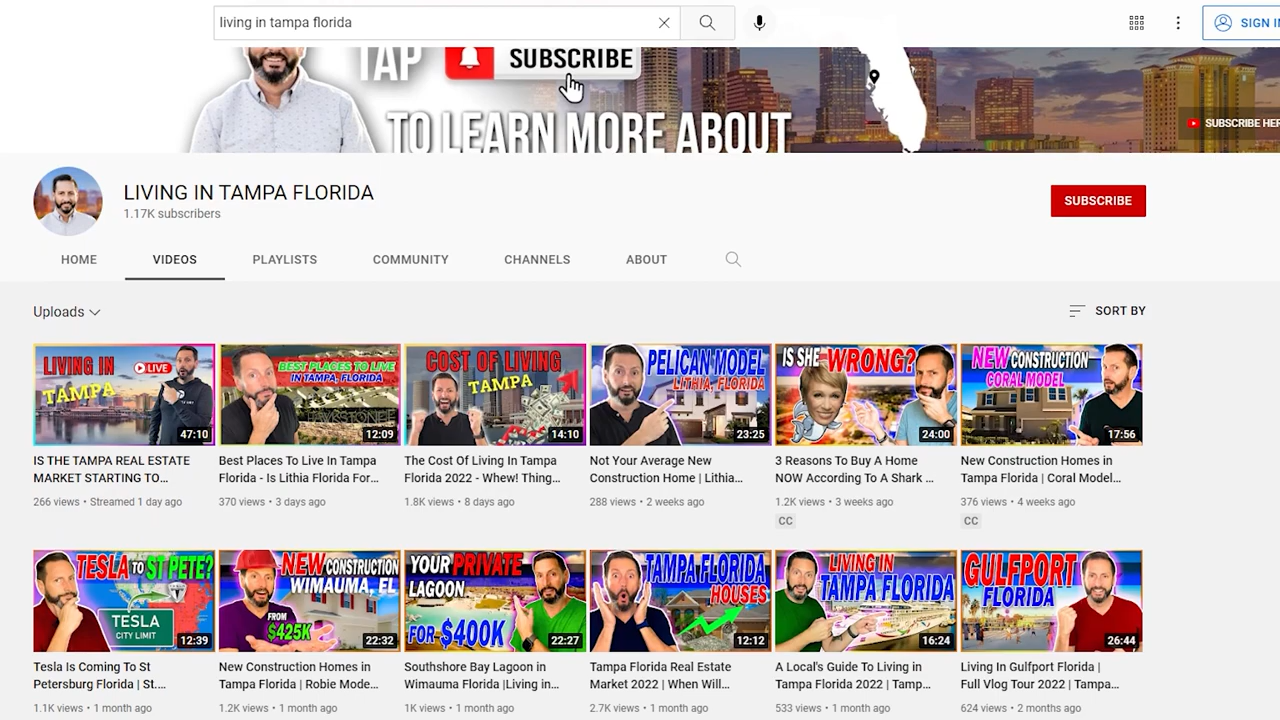 living in tampa florida
SIGN IN
TAP
SUBSCRIBE
TO LEARN MORE ABOUT
SUBSCRIBE HER
LIVING IN TAMPA FLORIDA
1.17K subscribers
SUBSCRIBE
HOME
VIDEOS
PLAYLISTS
COMMUNITY
CHANNELS
ABOUT
Uploads
SORT BY
LIVING IN
TAMPA
LIVE
47:10
BEST PLACES TO LIVE
IN TAMPA, FLORIDA
12:09
COST OF LIVING
TAMPA
14:10
PELICAN MODEL
LITHIA, FLORIDA
23:25
IS SHE WRONG?
24:00
NEW CONSTRUCTION
CORAL MODEL
17:56
IS THE TAMPA REAL ESTATE
MARKET STARTING TO...
266 views • Streamed 1 day ago
Best Places To Live In Tampa
Florida - Is Lithia Florida For...
370 views • 3 days ago
The Cost Of Living In Tampa
Florida 2022 - Whew! Thing...
1.8K views • 8 days ago
Not Your Average New
Construction Home | Lithia...
288 views • 2 weeks ago
3 Reasons To Buy A Home
NOW According To A Shark ...
1.2K views • 3 weeks ago
CC
New Construction Homes in
Tampa Florida | Coral Model...
376 views • 4 weeks ago
CC
TESLA TO ST PETE?
TESLA
CITY LIMIT
12:39
NEW CONSTRUCTION
WIMAUMA, FL
FROM
$425K
22:32
YOUR PRIVATE
LAGOON
FOR $400K
22:27
TAMPA FLORIDA
HOUSES
12:12
LIVING IN
TAMPA FLORIDA
16:24
GULFPORT
FLORIDA
26:44
Tesla Is Coming To St
Petersburg Florida | St....
1.1K views • 1 month ago
New Construction Homes in
Tampa Florida | Robie Mode...
1.2K views • 1 month ago
Southshore Bay Lagoon in
Wimauma Florida |Living in...
1K views • 1 month ago
Tampa Florida Real Estate
Market 2022 | When Will...
2.7K views • 1 month ago
A Local's Guide To Living in
Tampa Florida 2022 | Tamp...
533 views • 1 month ago
Living In Gulfport Florida |
Full Vlog Tour 2022 | Tampa...
624 views • 2 months ago